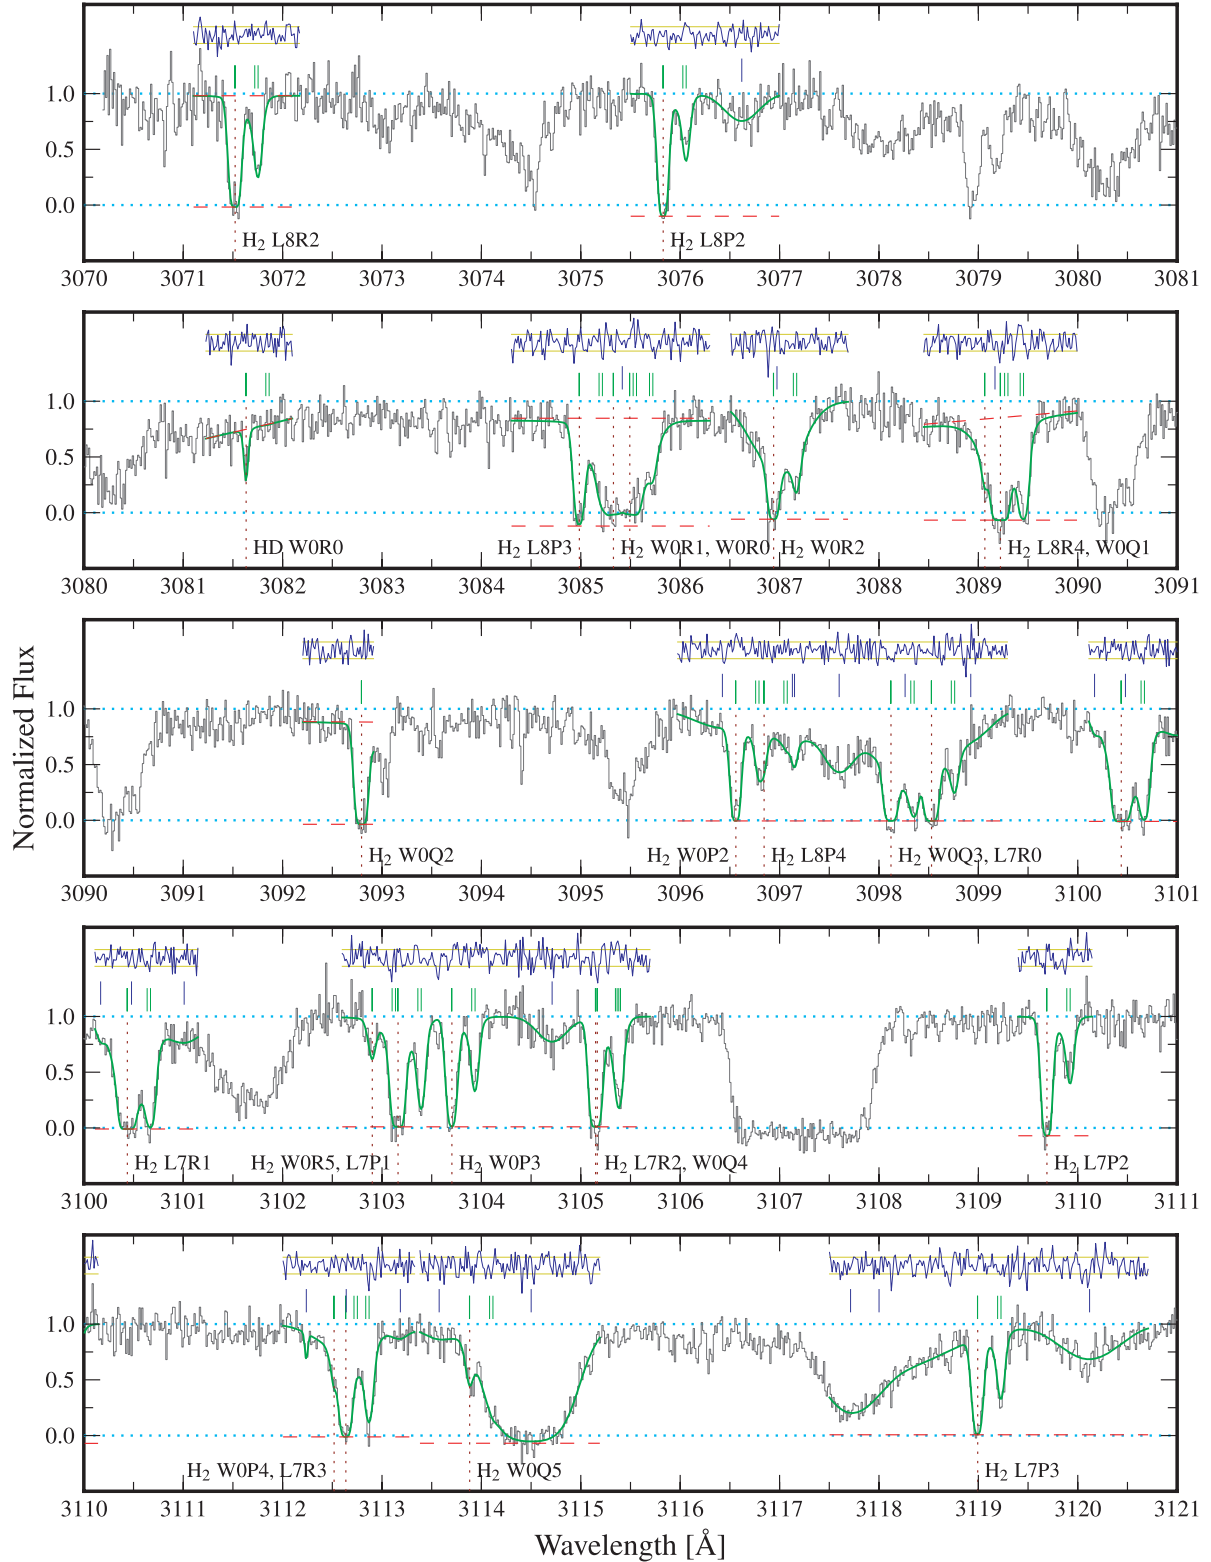 1.0
0.5
0.0
H₂ L8R2
H₂ L8P2
3070 3071 3072 3073 3074 3075 3076 3077 3078 3079 3080 3081
1.0
0.5
0.0
HD W0R0
H₂ L8P3
H₂ W0R1, W0R0
H₂ W0R2
H₂ L8R4, W0Q1
3080 3081 3082 3083 3084 3085 3086 3087 3088 3089 3090 3091
Normalized Flux
1.0
0.5
0.0
H₂ W0Q2
H₂ W0P2
H₂ L8P4
H₂ W0Q3, L7R0
3090 3091 3092 3093 3094 3095 3096 3097 3098 3099 3100 3101
1.0
0.5
0.0
H₂ L7R1
H₂ W0R5, L7P1
H₂ W0P3
H₂ L7R2, W0Q4
H₂ L7P2
3100 3101 3102 3103 3104 3105 3106 3107 3108 3109 3110 3111
1.0
0.5
0.0
H₂ W0P4, L7R3
H₂ W0Q5
H₂ L7P3
3110 3111 3112 3113 3114 3115 3116 3117 3118 3119 3120 3121
Wavelength [Å]